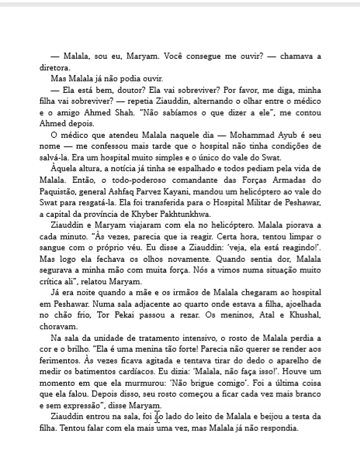 — Malala, sou eu, Maryam. Você consegue me ouvir? — chamava a
diretora.
Mas Malala já não podia ouvir.
— Ela está bem, doutor? Ela vai sobreviver? Por favor, me diga, minha
filha vai sobreviver? — repetia Ziauddin, alternando o olhar entre o médico
e o amigo Ahmed Shah. “Não sabíamos o que dizer a ele”, me contou
Ahmed depois.
O médico que atendeu Malala naquele dia — Mohammad Ayub é seu
nome — me confessou mais tarde que o hospital não tinha condições de
salvá-la. Era um hospital muito simples e o único do vale do Swat.
Àquela altura, a notícia já tinha se espalhado e todos pediam pela vida de
Malala. Então, o todo-poderoso comandante das Forças Armadas do
Paquistão, general Ashfaq Parvez Kayani, mandou um helicóptero ao vale do
Swat para resgatá-la. Ela foi transferida para o Hospital Militar de Peshawar,
a capital da província de Khyber Pakhtunkhwa.
Ziauddin e Maryam viajaram com ela no helicóptero. Malala piorava a
cada minuto. “Às vezes, parecia que ia reagir. Certa hora, tentou limpar o
sangue com o próprio véu. Eu disse a Ziauddin: ‘veja, ela está reagindo!’.
Mas logo ela fechava os olhos novamente. Quando sentia dor, Malala
segurava a minha mão com muita força. Nós a vimos numa situação muito
crítica ali”, relatou Maryam.
Já era noite quando a mãe e os irmãos de Malala chegaram ao hospital
em Peshawar. Numa sala adjacente ao quarto onde estava a filha, ajoelhada
no chão frio, Tor Pekai passou a rezar. Os meninos, Atal e Khushal,
choravam.
Na sala da unidade de tratamento intensivo, o rosto de Malala perdia a
cor e o brilho. “Ela é uma menina tão forte! Parecia não querer se render aos
ferimentos. Às vezes ficava agitada e tentava tirar do dedo o aparelho de
medir os batimentos cardíacos. Eu dizia: ‘Malala, não faça isso!’. Houve um
momento em que ela murmurou: ‘Não brigue comigo’. Foi a última coisa
que ela falou. Depois disso, seu rosto começou a ficar cada vez mais branco
e sem expressão”, disse Maryam.
Ziauddin entrou na sala, foi ao lado do leito de Malala e beijou a testa da
filha. Tentou falar com ela mais uma vez, mas Malala já não respondia.